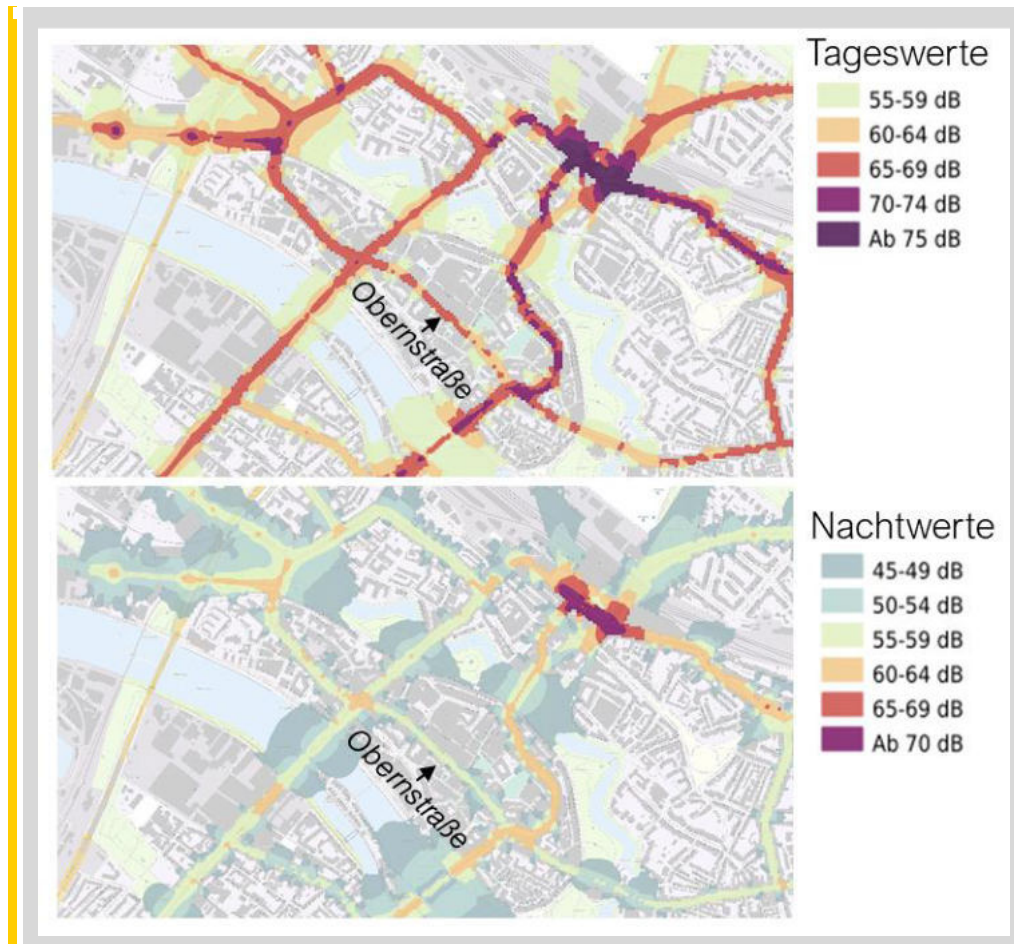 Tageswerte
55-59 dB
60-64 dB
65-69 dB
70-74 dB
Ab 75 dB
Obernstraße
Nachtwerte
45-49 dB
50-54 dB
55-59 dB
60-64 dB
65-69 dB
Ab 70 dB
Obernstraße